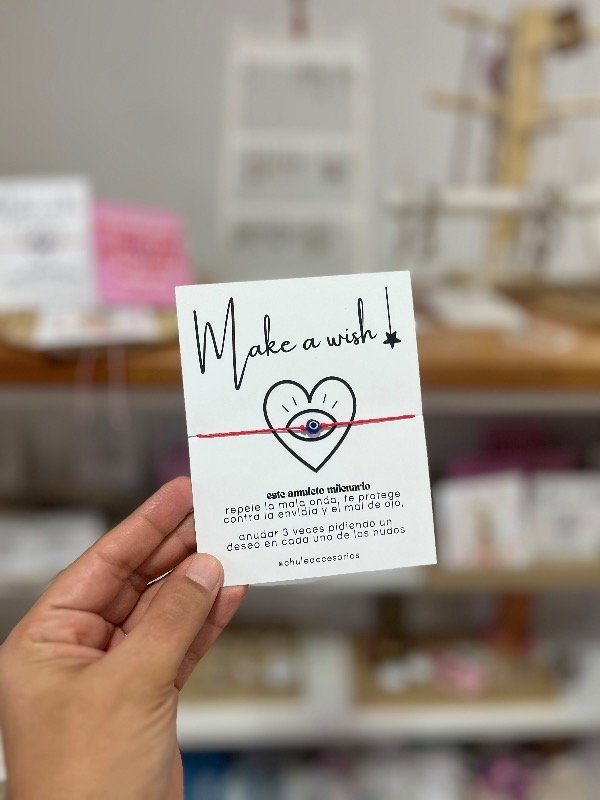 Make a wish
este amuleto milenario
repele la mala onda, te protege
contra la envidia y el mal de ojo,
anudar 3 veces pidiendo un
deseo en cada uno de los nudos
@chuleaccesorios